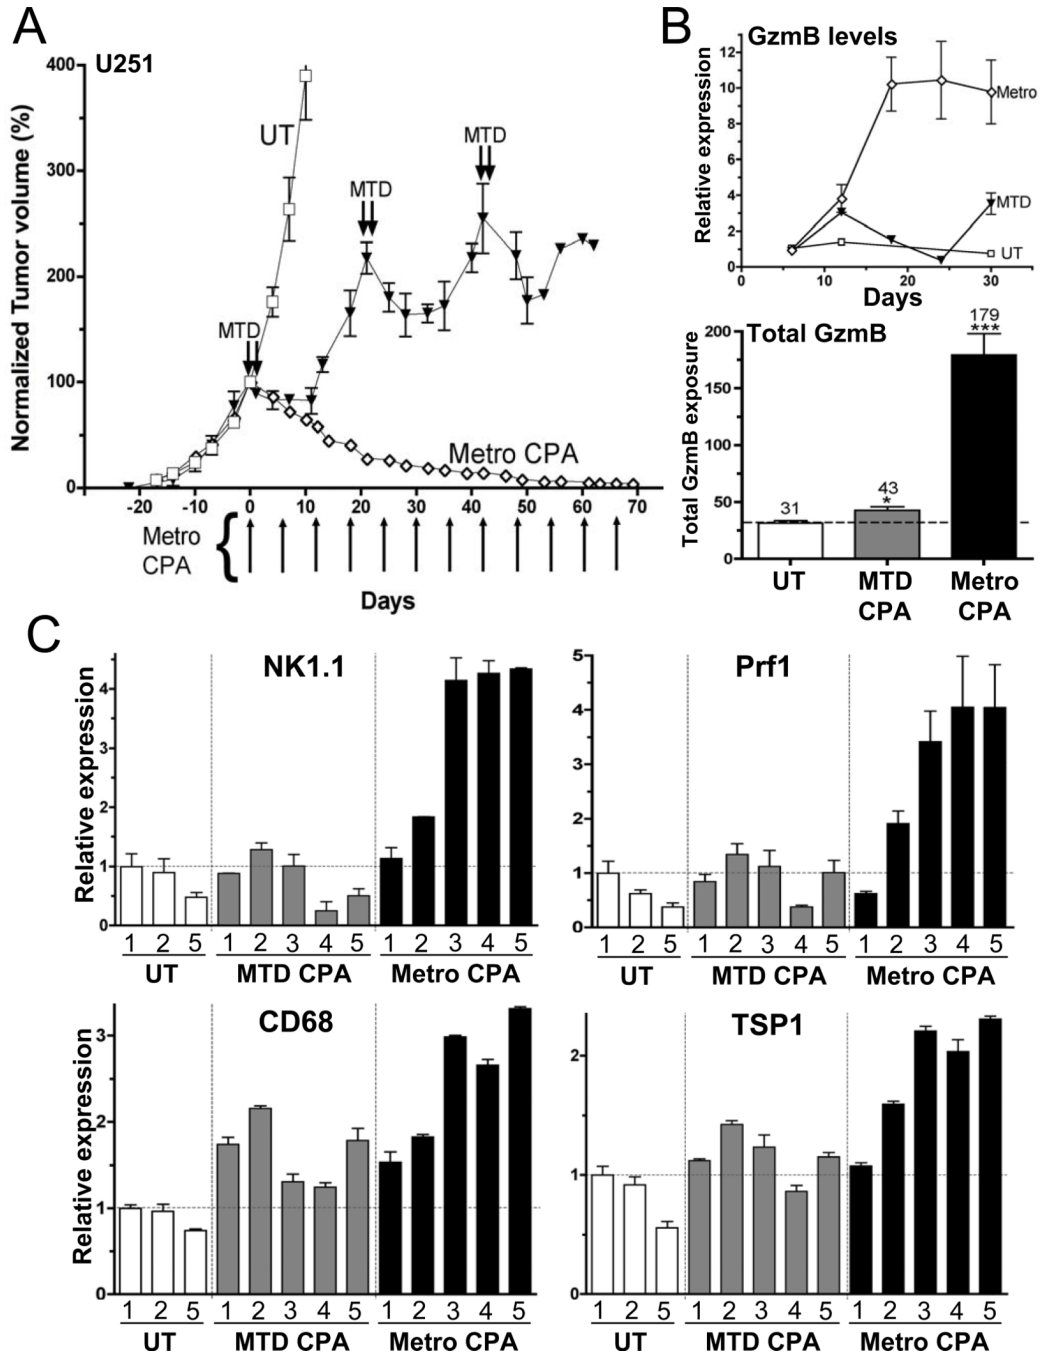 A
U251
Normalized Tumor volume (%)
400
300
200
100
0
UT
MTD
MTD
MTD
Metro CPA
-20 -10 0 10 20 30 40 50 60 70
Metro
CPA
{
Days
B
GzmB levels
Relative expression
12
10
8
6
4
2
0
Metro
MTD
UT
0 10 20 30
Days
Total GzmB
Total GzmB exposure
200
150
100
50
0
31
43
*
179
***
UT MTD Metro
CPA CPA
C
NK1.1
Relative expression
4
3
2
1
0
1 2 5 1 2 3 4 5 1 2 3 4 5
UT MTD CPA Metro CPA
Prf1
5
4
3
2
1
0
1 2 5 1 2 3 4 5 1 2 3 4 5
UT MTD CPA Metro CPA
CD68
Relative expression
3
2
1
0
1 2 5 1 2 3 4 5 1 2 3 4 5
UT MTD CPA Metro CPA
TSP1
2
1
0
1 2 5 1 2 3 4 5 1 2 3 4 5
UT MTD CPA Metro CPA